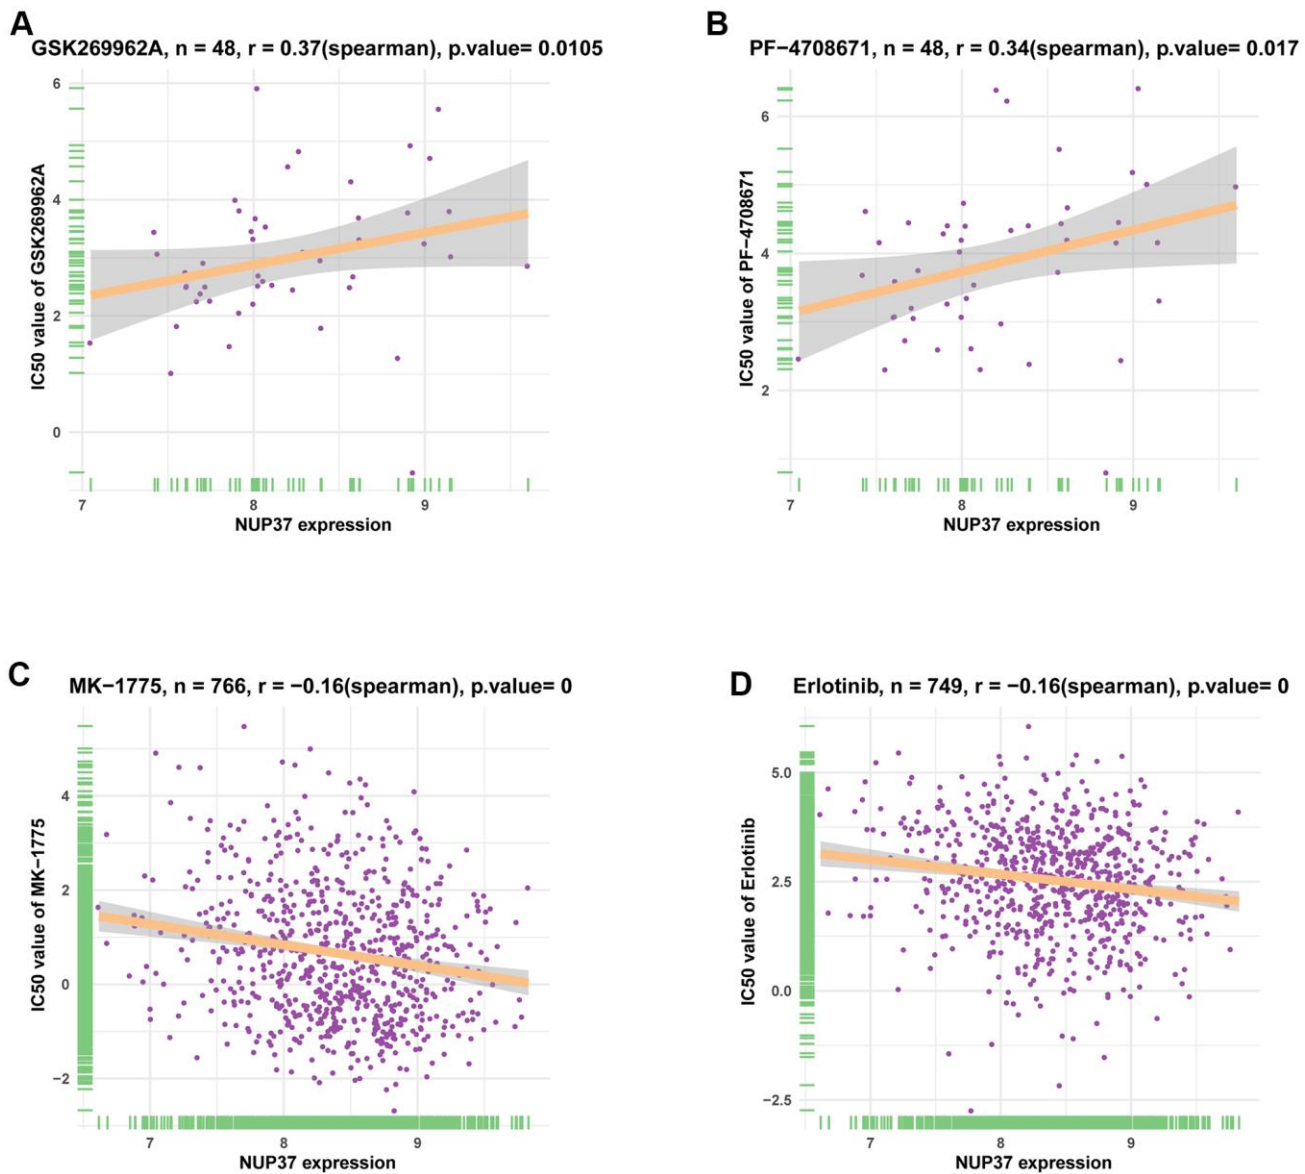 A
GSK269962A, n = 48, r = 0.37(spearman), p.value= 0.0105
IC50 value of GSK269962A
6
4
2
0
7
8
9
NUP37 expression
B
PF−4708671, n = 48, r = 0.34(spearman), p.value= 0.017
IC50 value of PF−4708671
6
4
2
7
8
9
NUP37 expression
C
MK−1775, n = 766, r = −0.16(spearman), p.value= 0
IC50 value of MK−1775
4
2
0
−2
7
8
9
NUP37 expression
D
Erlotinib, n = 749, r = −0.16(spearman), p.value= 0
IC50 value of Erlotinib
5.0
2.5
0.0
−2.5
7
8
9
NUP37 expression